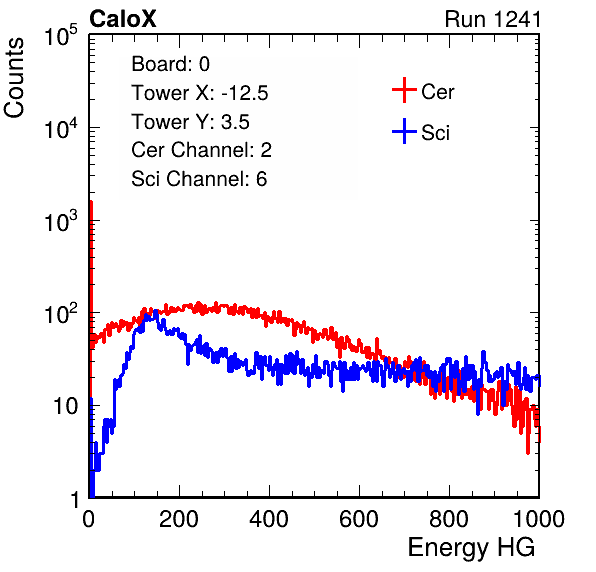 CaloX Run 1241
Counts
10^5
10^4
10^3
10^2
10
1
Board: 0
Tower X: -12.5
Tower Y: 3.5
Cer Channel: 2
Sci Channel: 6
Cer
Sci
0 200 400 600 800 1000
Energy HG